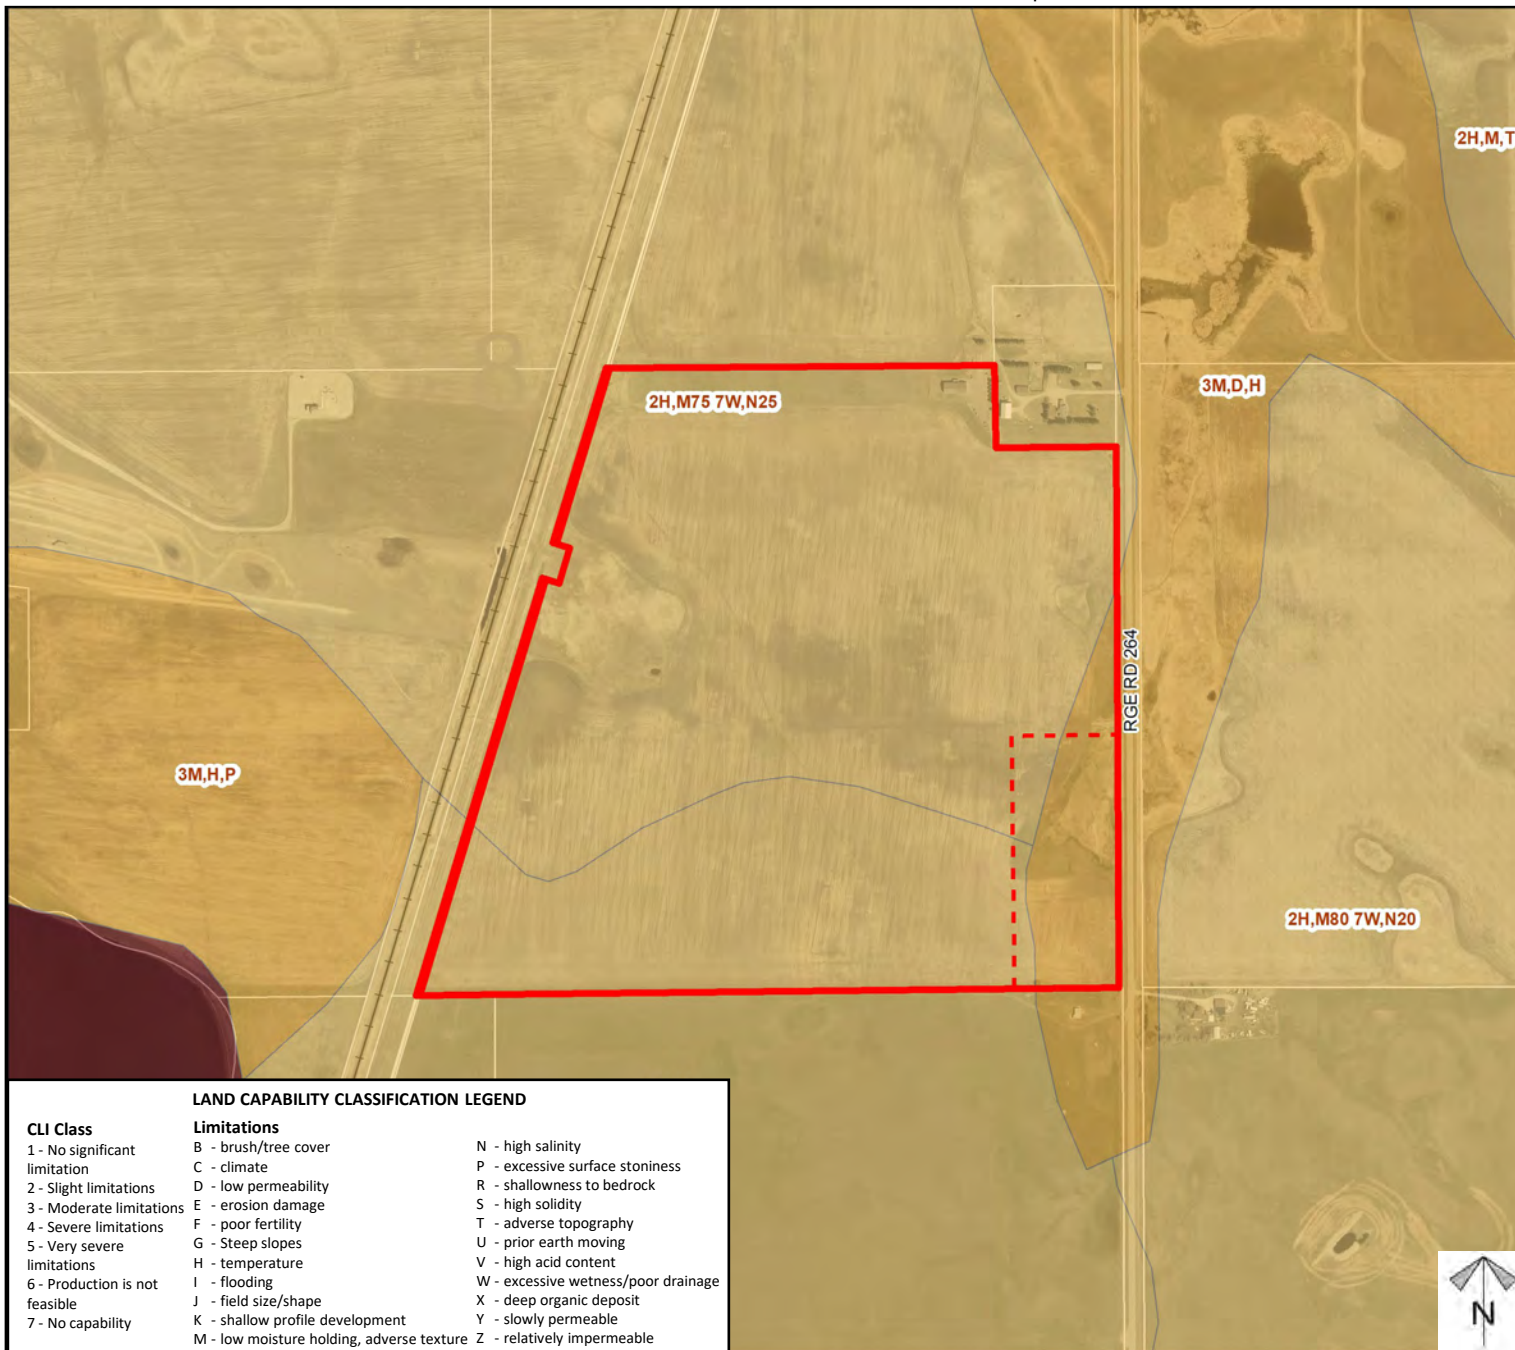 2H,M,T
3M,D,H
2H,M75 7W,N25
RGE RD 264
3M,H,P
2H,M80 7W,N20
LAND CAPABILITY CLASSIFICATION LEGEND
CLI Class
1 - No significant
limitation
2 - Slight limitations
3 - Moderate limitations
4 - Severe limitations
5 - Very severe
limitations
6 - Production is not
feasible
7 - No capability
Limitations
B - brush/tree cover
C - climate
D - low permeability
E - erosion damage
F - poor fertility
G - Steep slopes
H - temperature
I - flooding
J - field size/shape
K - shallow profile development
M - low moisture holding, adverse texture
N - high salinity
P - excessive surface stoniness
R - shallowness to bedrock
S - high solidity
T - adverse topography
U - prior earth moving
V - high acid content
W - excessive wetness/poor drainage
X - deep organic deposit
Y - slowly permeable
Z - relatively impermeable
N